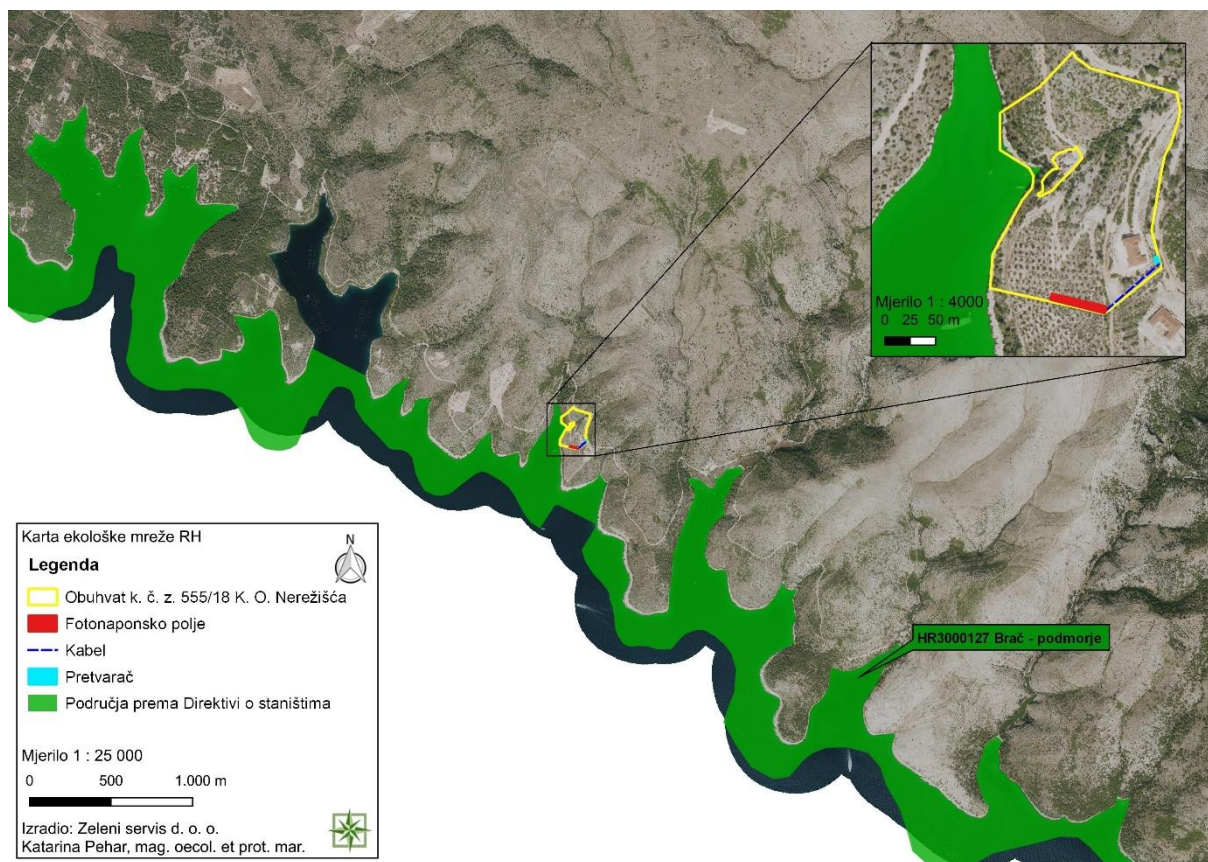 Mjerilo 1 : 4000
0 25 50 m
HR3000127 Brač - podmorje
Karta ekološke mreže RH
N
Legenda
Obuhvat k. č. z. 555/18 K. O. Nerežišća
Fotonaponsko polje
Kabel
Pretvarač
Područja prema Direktivi o staništima
Mjerilo 1 : 25 000
0 500 1.000 m
Izradio: Zeleni servis d. o. o.
Katarina Pehar, mag. oecol. et prot. mar.